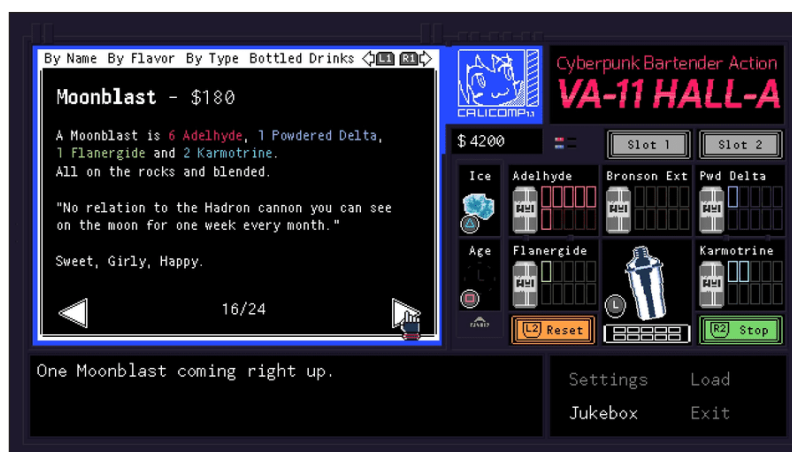 By Name By Flavor By Type Bottled Drinks L1 R1
Moonblast - $180
A Moonblast is 6 Adelhyde, 1 Powdered Delta,
1 Flanergide and 2 Karmotrine.
All on the rocks and blended.
"No relation to the Hadron cannon you can see
on the moon for one week every month."
Sweet, Girly, Happy.
16/24
CALICOMP
Cyberpunk Bartender Action
VA-11 HALL-A
$ 4200
Slot 1
Slot 2
Ice
Adelhyde
Bronson Ext
Pwd Delta
Age
Flanergide
Karmotrine
L
L2 Reset
R2 Stop
One Moonblast coming right up.
Settings
Load
Jukebox
Exit